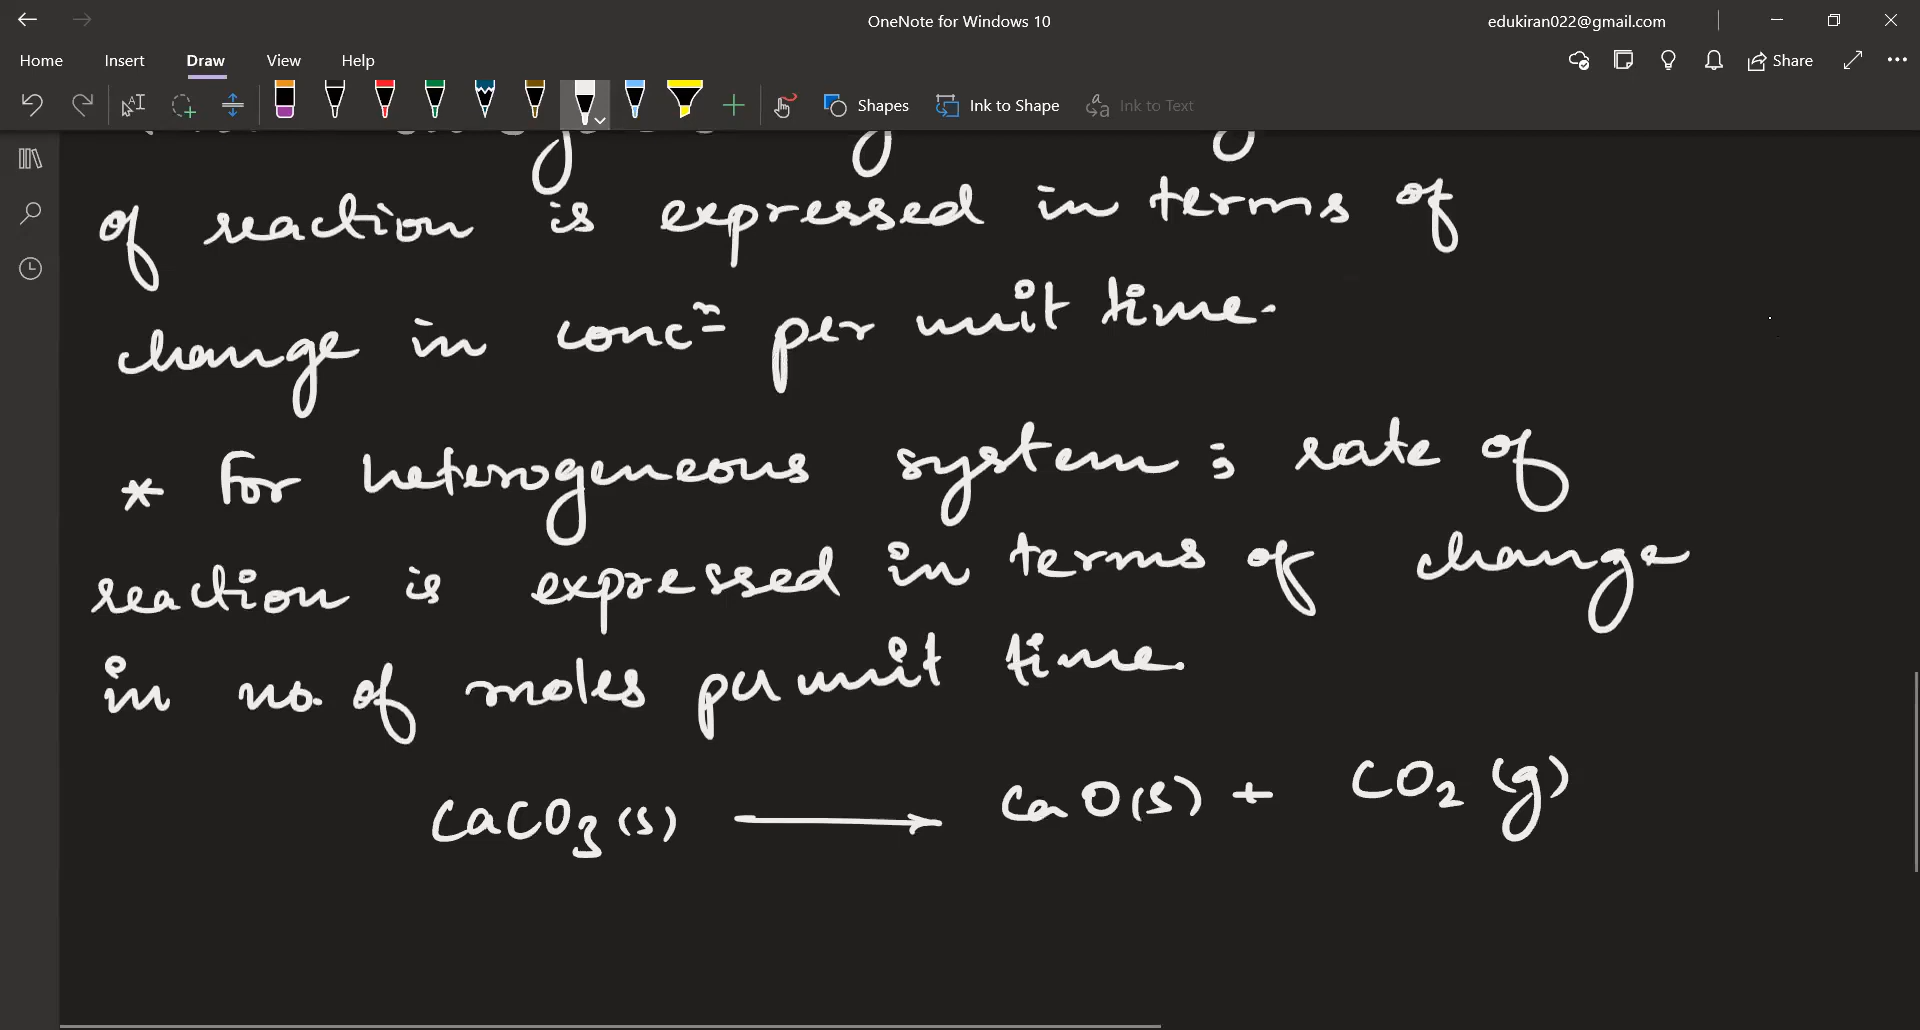 OneNote for Windows 10
edukiran022@gmail.com
Home Insert Draw View Help
Share
Shapes Ink to Shape Ink to Text
of reaction is expressed in terms of
change in concⁿ per unit time.
* For heterogeneous system; rate of
reaction is expressed in terms of change
in no. of moles per unit time.
CaCO₃(s) ⟶ CaO(s) + CO₂(g)